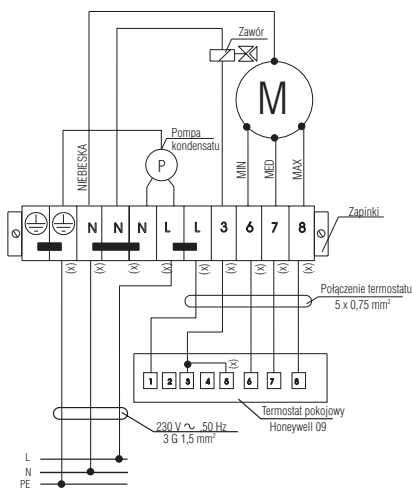 Zawór
M
Pompa
kondensatu
P
NIEBIESKA
MIN
MED
MAX
N N N L L 3 6 7 8
Zapinki
(x) (x) (x) (x) (x) (x) (x) (x)
Połączenie termostatu
5 x 0,75 mm²
(x)
1 2 3 4 5 6 7 8
Termostat pokojowy
Honeywell 09
230 V ~ ,50 Hz
3 G 1,5 mm²
L
N
PE